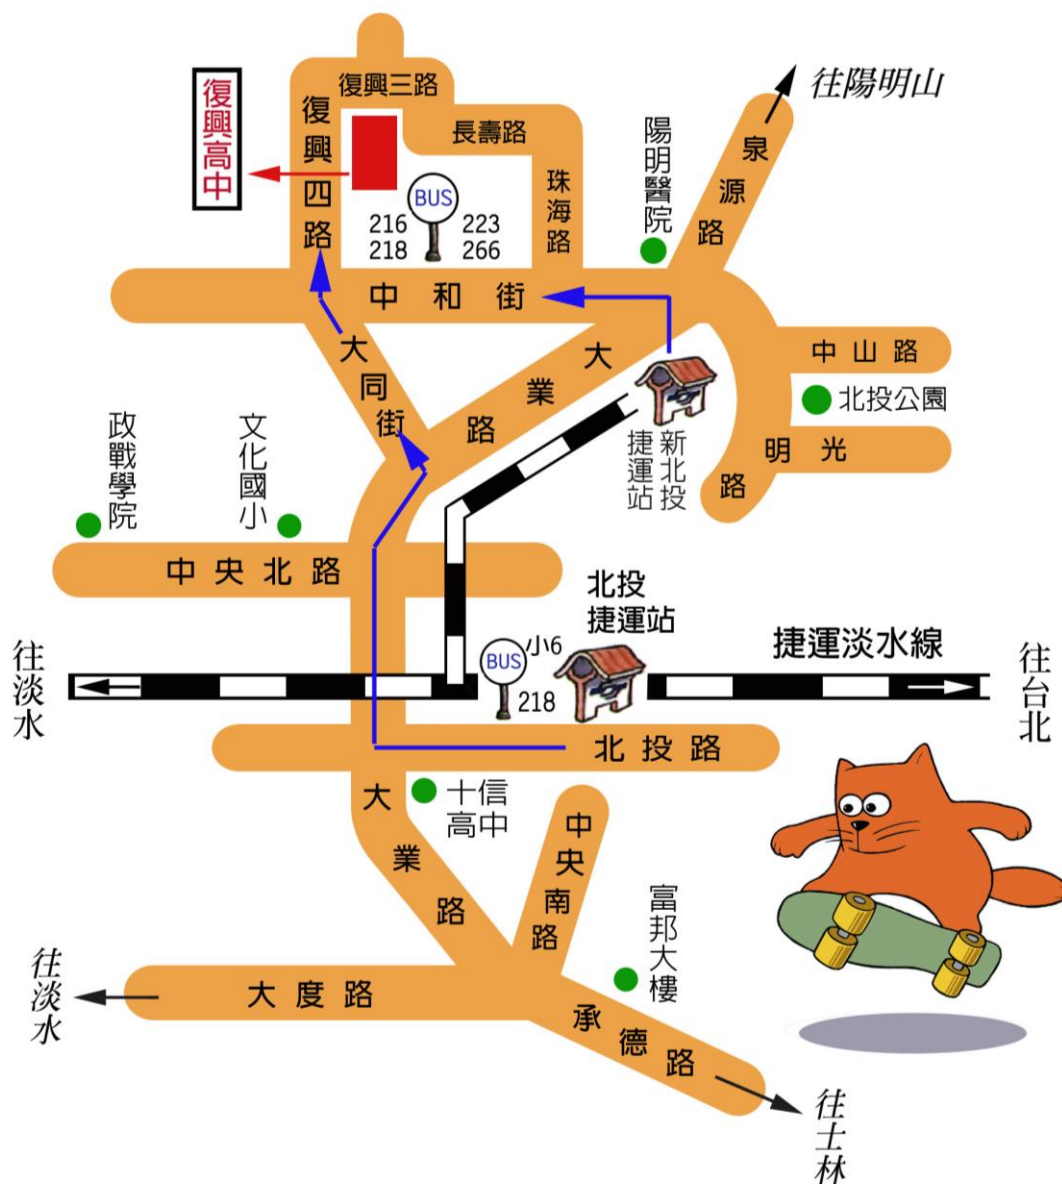 往陽明山
復興三路
復興四路
復興高中
長壽路
珠海路
陽明醫院
泉源路
BUS
216
218
223
266
中和街
大同街
大業路
中山路
北投公園
明光路
新北投
捷運站
政戰學院
文化國小
中央北路
北投
捷運站
BUS
小6
218
捷運淡水線
往淡水
往台北
北投路
十信
高中
大業路
中央南路
富邦大樓
往淡水
大度路
承德路
往士林